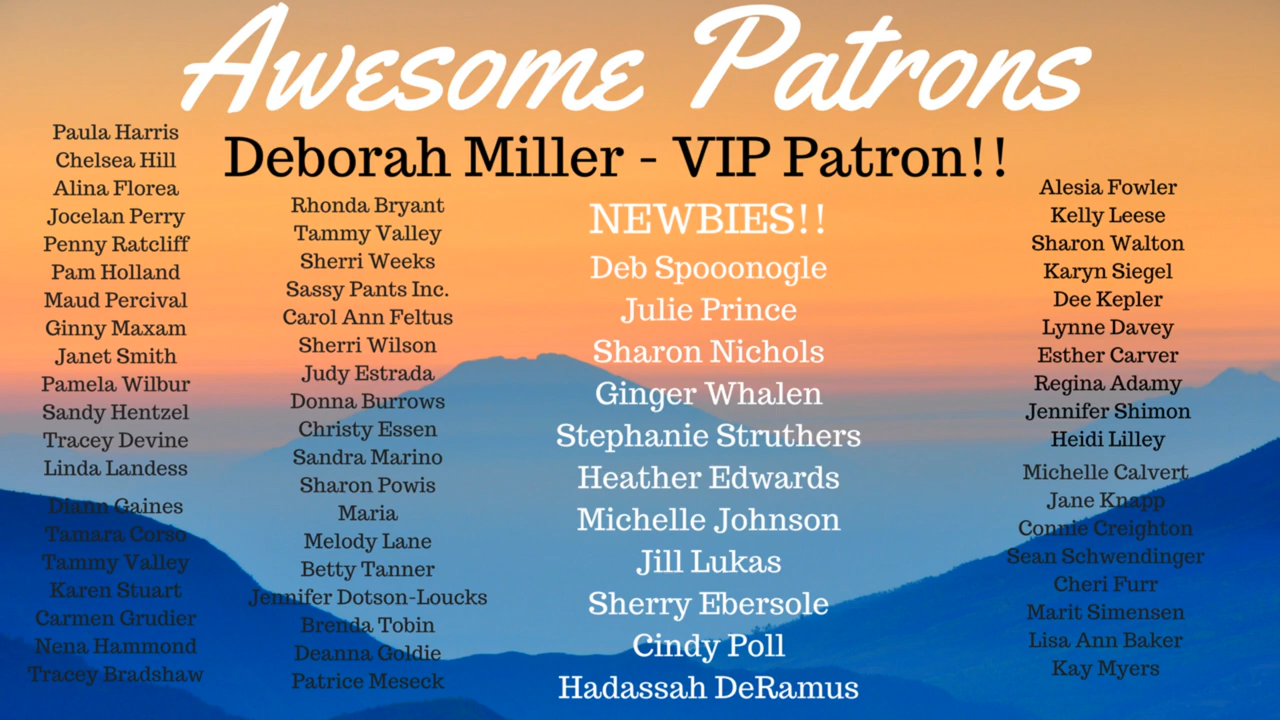 Awesome Patrons
Deborah Miller - VIP Patron!!
Paula Harris
Chelsea Hill
Alina Florea
Jocelan Perry
Penny Ratcliff
Pam Holland
Maud Percival
Ginny Maxam
Janet Smith
Pamela Wilbur
Sandy Hentzel
Tracey Devine
Linda Landess
Diann Gaines
Tamara Corso
Tammy Valley
Karen Stuart
Carmen Grudier
Nena Hammond
Tracey Bradshaw
Rhonda Bryant
Tammy Valley
Sherri Weeks
Sassy Pants Inc.
Carol Ann Feltus
Sherri Wilson
Judy Estrada
Donna Burrows
Christy Essen
Sandra Marino
Sharon Powis
Maria
Melody Lane
Betty Tanner
Jennifer Dotson-Loucks
Brenda Tobin
Deanna Goldie
Patrice Meseck
NEWBIES!!
Deb Spooonogle
Julie Prince
Sharon Nichols
Ginger Whalen
Stephanie Struthers
Heather Edwards
Michelle Johnson
Jill Lukas
Sherry Ebersole
Cindy Poll
Hadassah DeRamus
Alesia Fowler
Kelly Leese
Sharon Walton
Karyn Siegel
Dee Kepler
Lynne Davey
Esther Carver
Regina Adamy
Jennifer Shimon
Heidi Lilley
Michelle Calvert
Jane Knapp
Connie Creighton
Sean Schwendinger
Cheri Furr
Marit Simensen
Lisa Ann Baker
Kay Myers